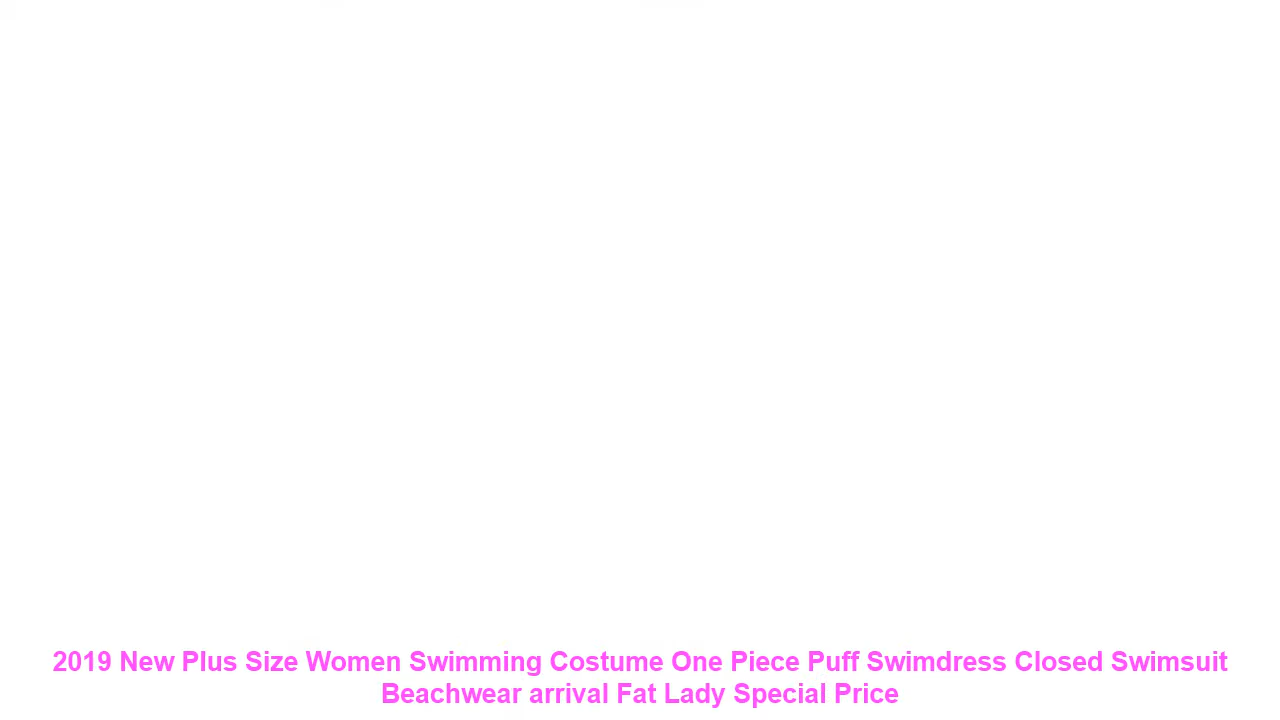 2019 New Plus Size Women Swimming Costume One Piece Puff Swimdress Closed Swimsuit
Beachwear arrival Fat Lady Special Price